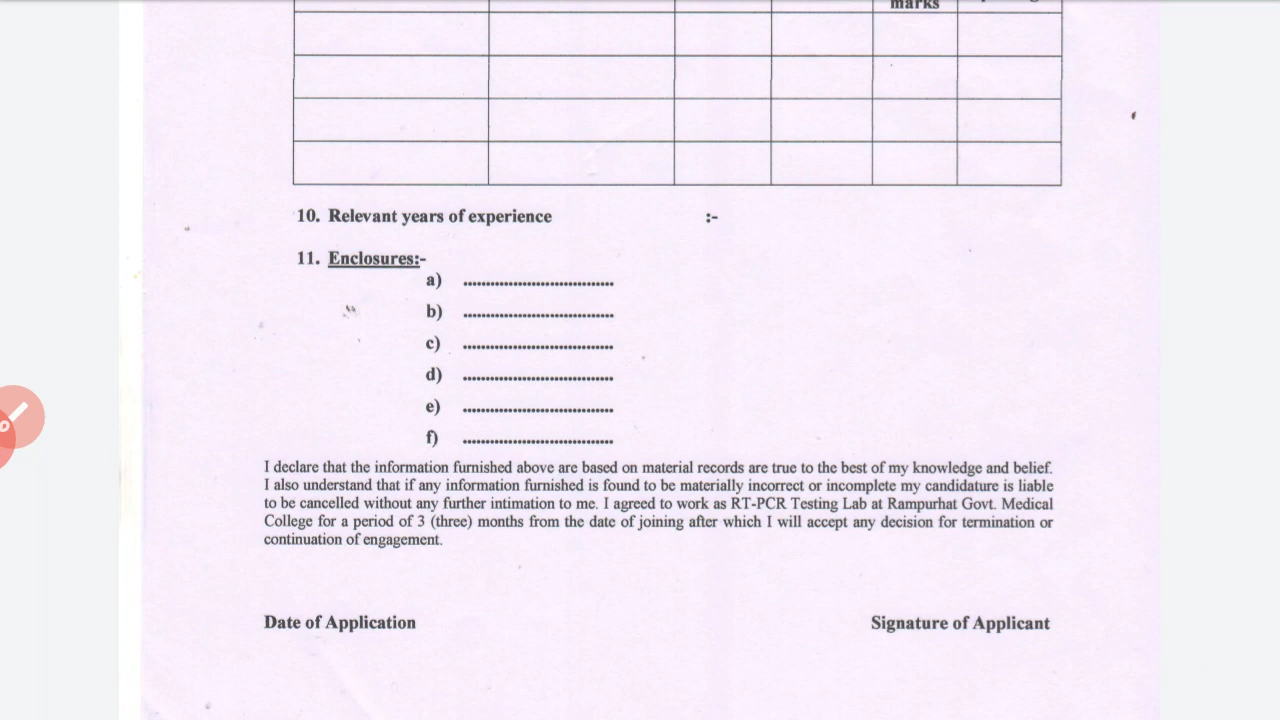 marks
10. Relevant years of experience :-
11. Enclosures:-
a) .................................
b) .................................
c) .................................
d) .................................
e) .................................
f) .................................
I declare that the information furnished above are based on material records are true to the best of my knowledge and belief.
I also understand that if any information furnished is found to be materially incorrect or incomplete my candidature is liable
to be cancelled without any further intimation to me. I agreed to work as RT-PCR Testing Lab at Rampurhat Govt. Medical
College for a period of 3 (three) months from the date of joining after which I will accept any decision for termination or
continuation of engagement.
Date of Application Signature of Applicant